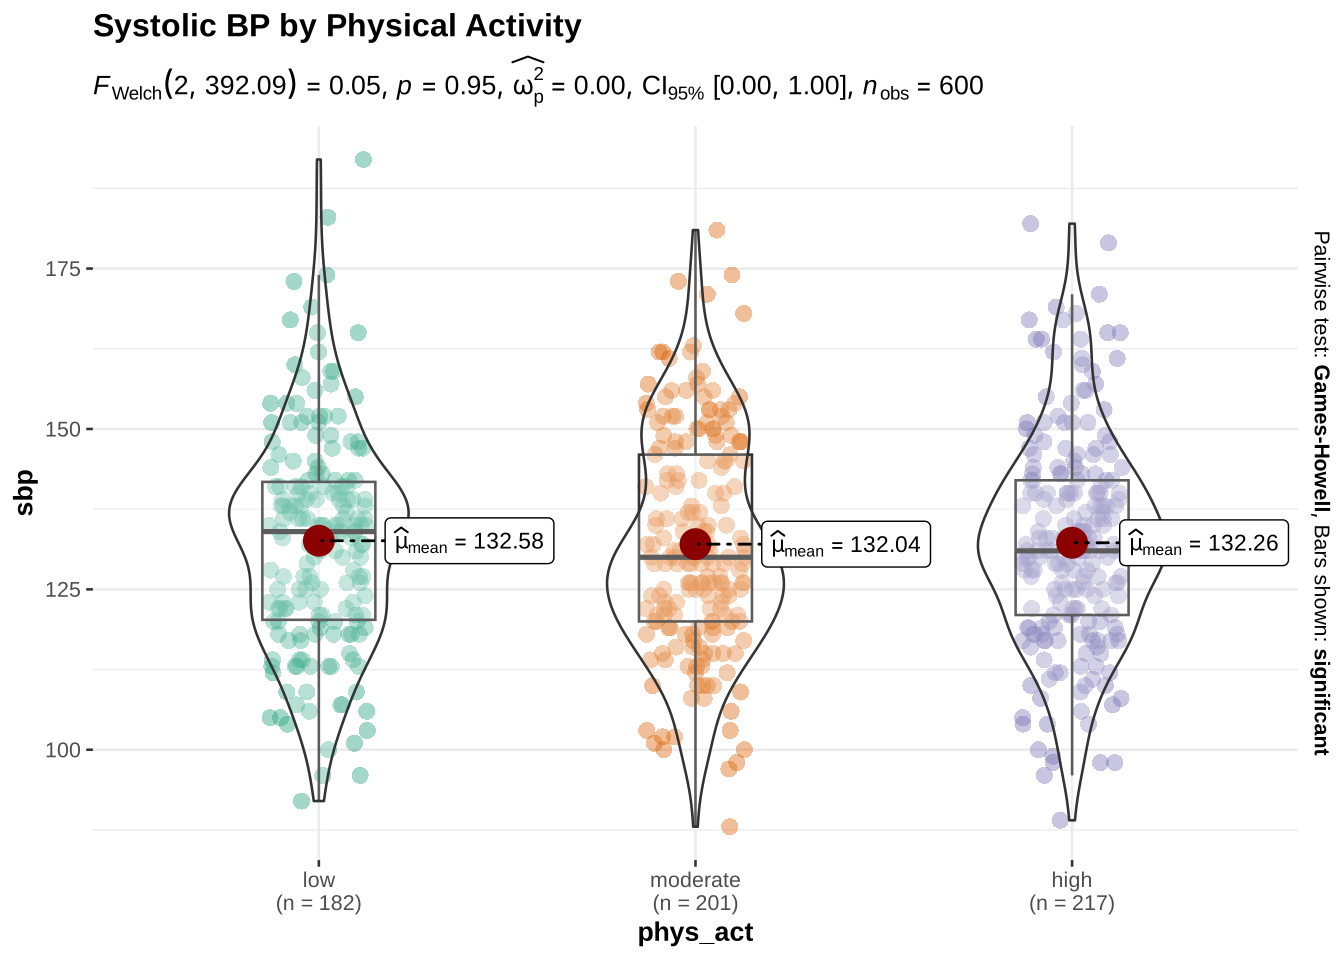 Systolic BP by Physical Activity
F_Welch(2, 392.09) = 0.05, p = 0.95, ω̂²_p = 0.00, CI_95% [0.00, 1.00], n_obs = 600
sbp
175
150
125
100
μ̂_mean = 132.58
μ̂_mean = 132.04
μ̂_mean = 132.26
low
(n = 182)
moderate
(n = 201)
high
(n = 217)
phys_act
Pairwise test: Games-Howell, Bars shown: significant